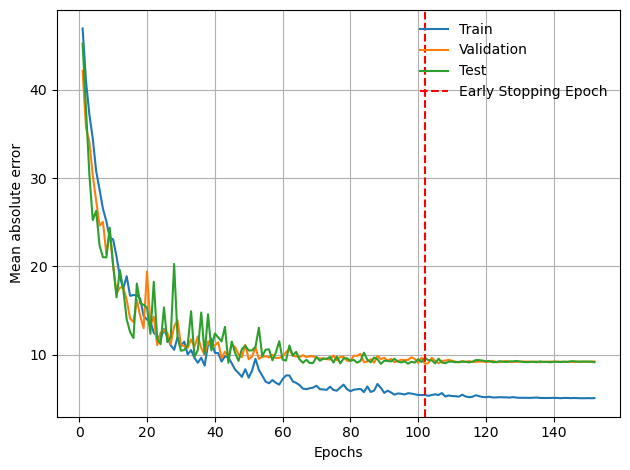 Train
Validation
Test
Early Stopping Epoch
Mean absolute error
40
30
20
10
0 20 40 60 80 100 120 140
Epochs